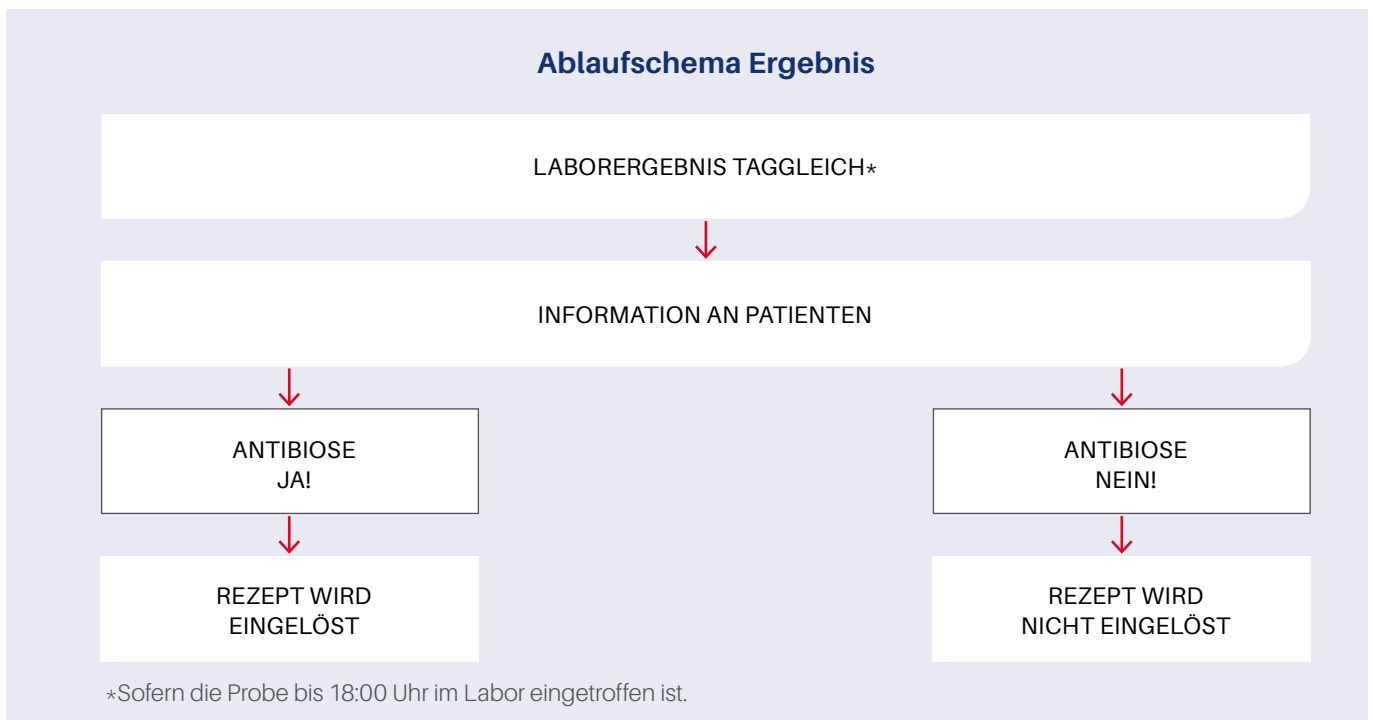 Ablaufschema Ergebnis
LABORERGEBNIS TAGGLEICH*
INFORMATION AN PATIENTEN
ANTIBIOSE
JA!
ANTIBIOSE
NEIN!
REZEPT WIRD
EINGELÖST
REZEPT WIRD
NICHT EINGELÖST
*Sofern die Probe bis 18:00 Uhr im Labor eingetroffen ist.